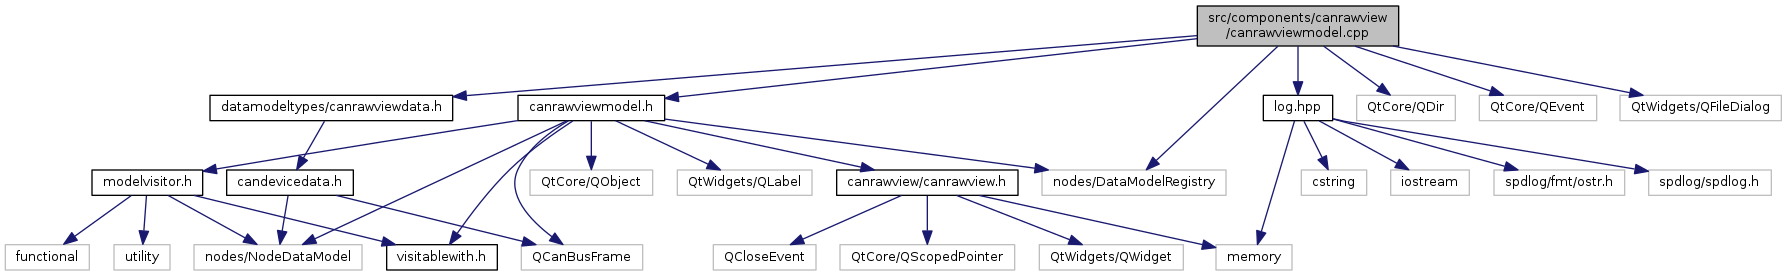 src/components/canrawview
/canrawviewmodel.cpp
datamodeltypes/canrawviewdata.h
canrawviewmodel.h
log.hpp
QtCore/QDir
QtCore/QEvent
QtWidgets/QFileDialog
modelvisitor.h
candevicedata.h
QtCore/QObject
QtWidgets/QLabel
canrawview/canrawview.h
nodes/DataModelRegistry
cstring
iostream
spdlog/fmt/ostr.h
spdlog/spdlog.h
functional
utility
nodes/NodeDataModel
visitablewith.h
QCanBusFrame
QCloseEvent
QtCore/QScopedPointer
QtWidgets/QWidget
memory